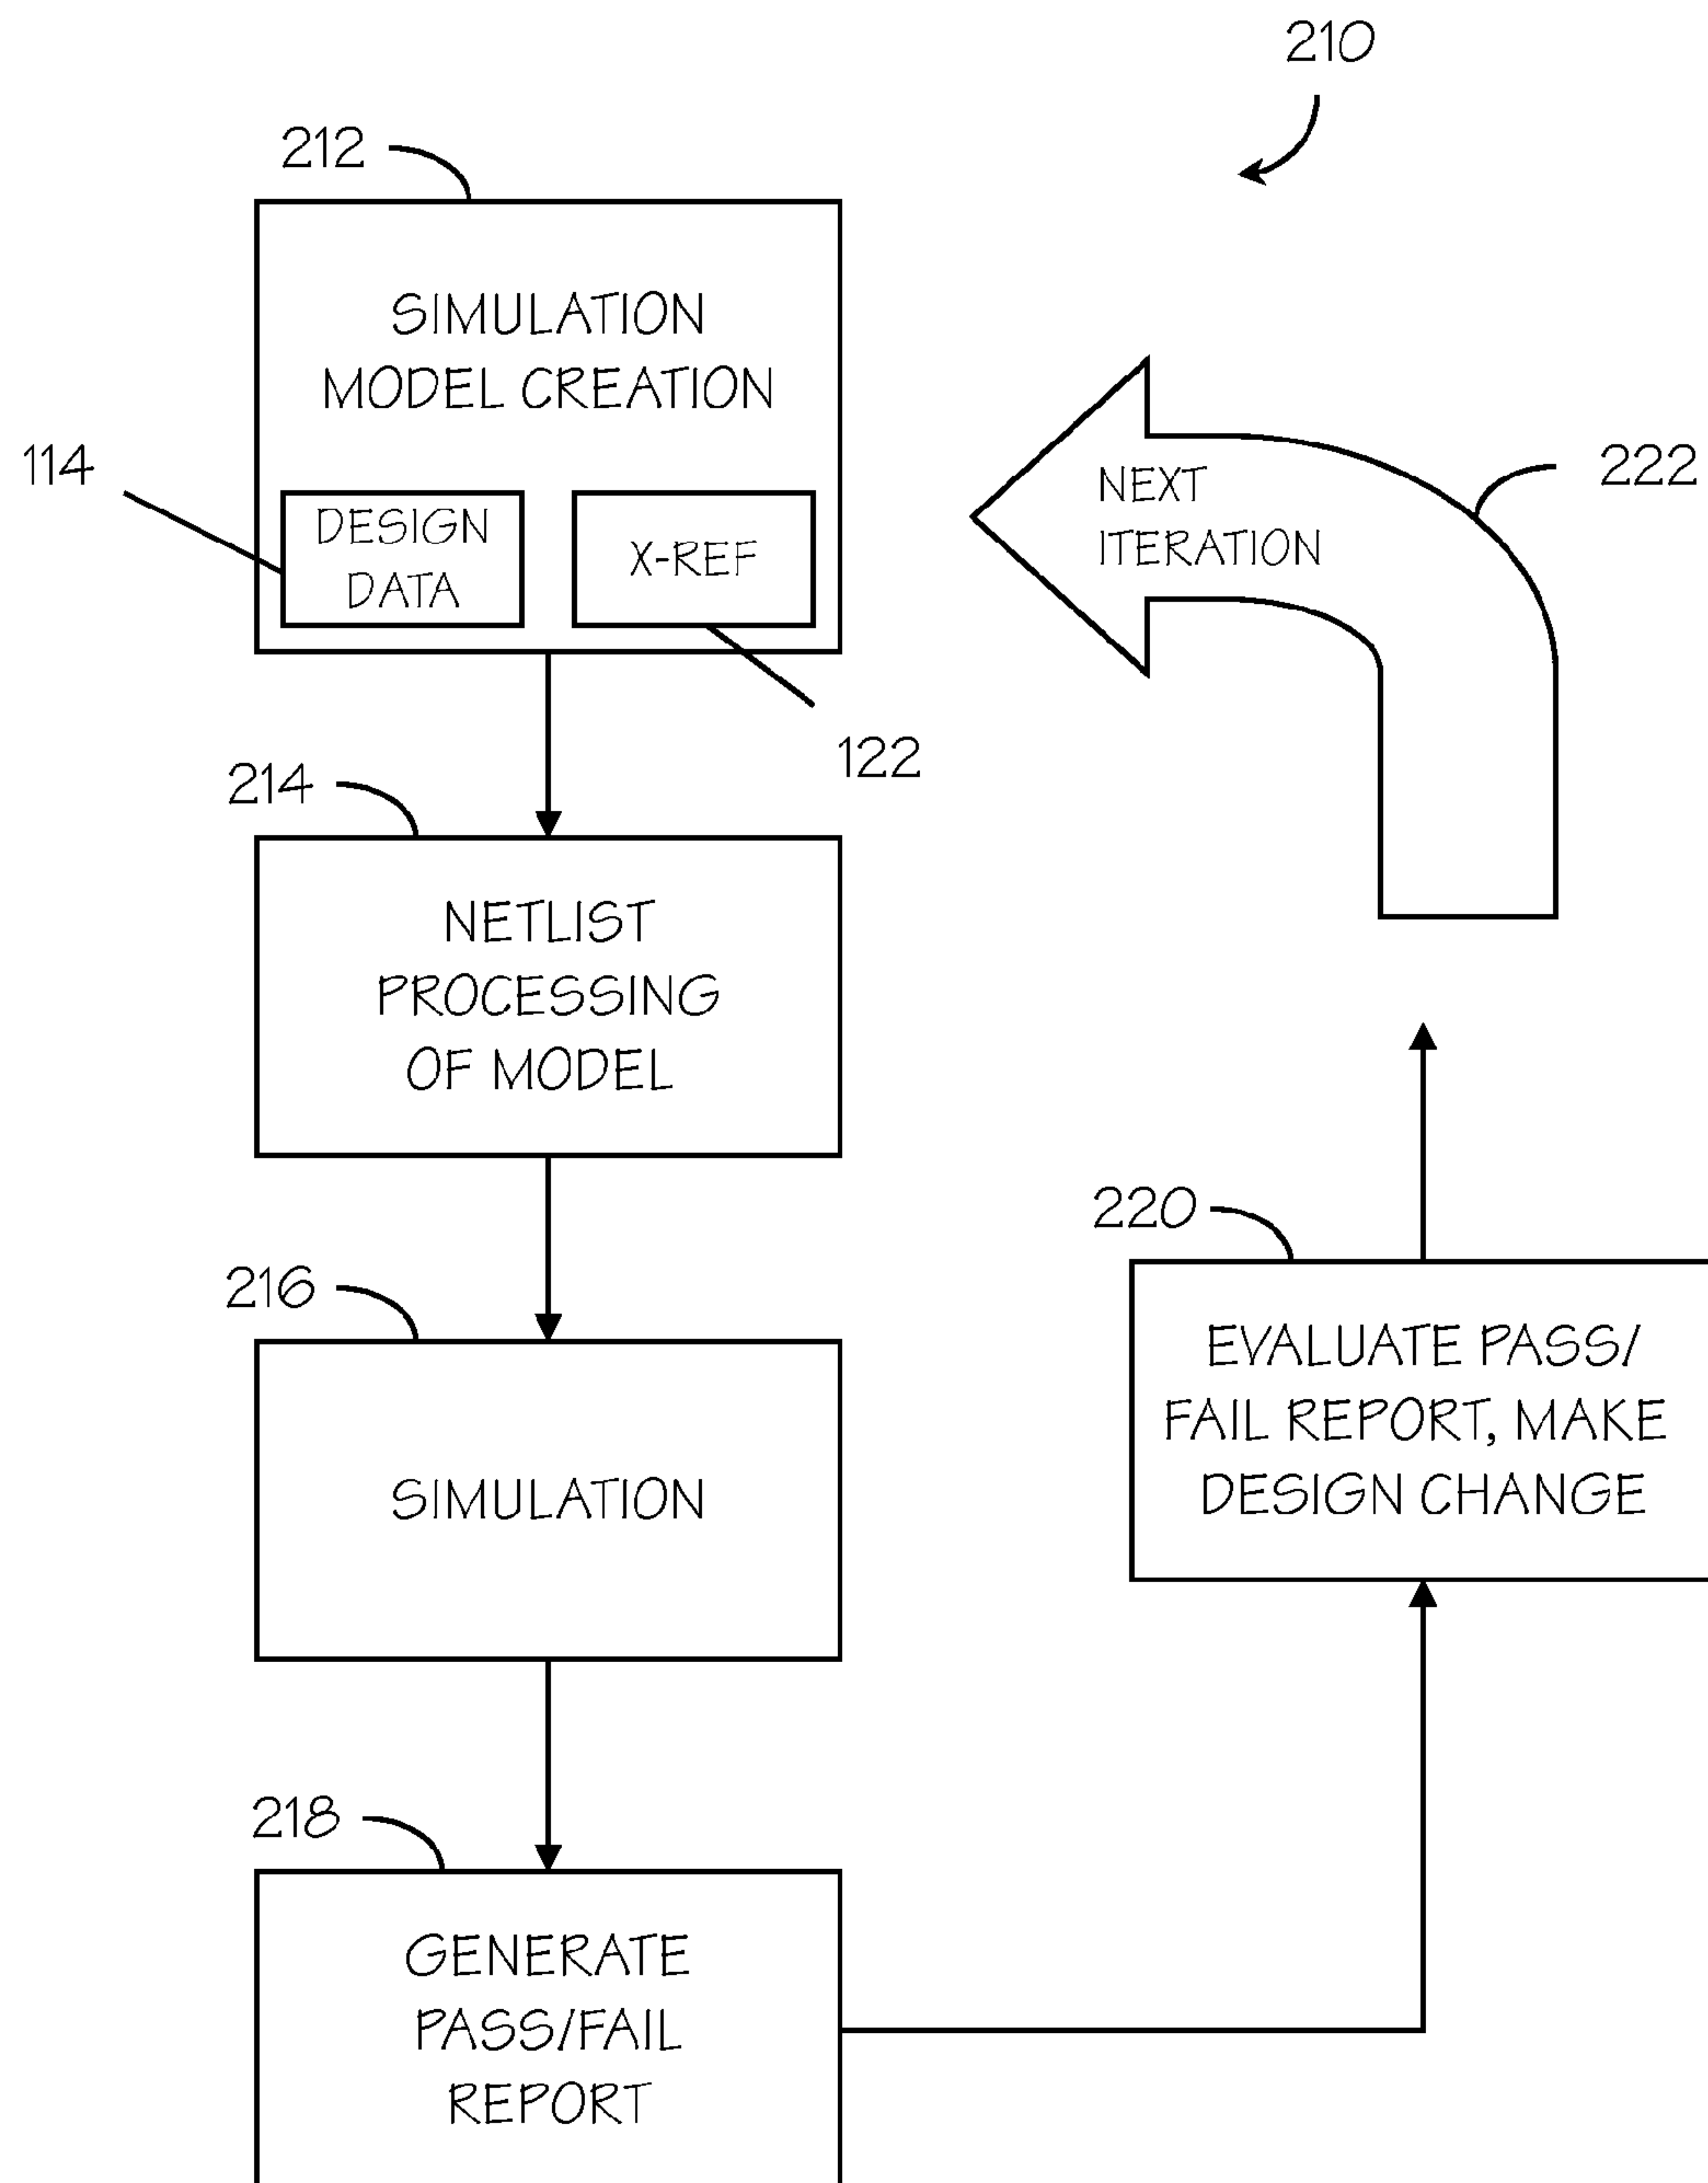 210
212
SIMULATION
MODEL CREATION
114
DESIGN
DATA
X-REF
122
NEXT
ITERATION
222
214
NETLIST
PROCESSING
OF MODEL
216
SIMULATION
220
EVALUATE PASS/
FAIL REPORT, MAKE
DESIGN CHANGE
218
GENERATE
PASS/FAIL
REPORT